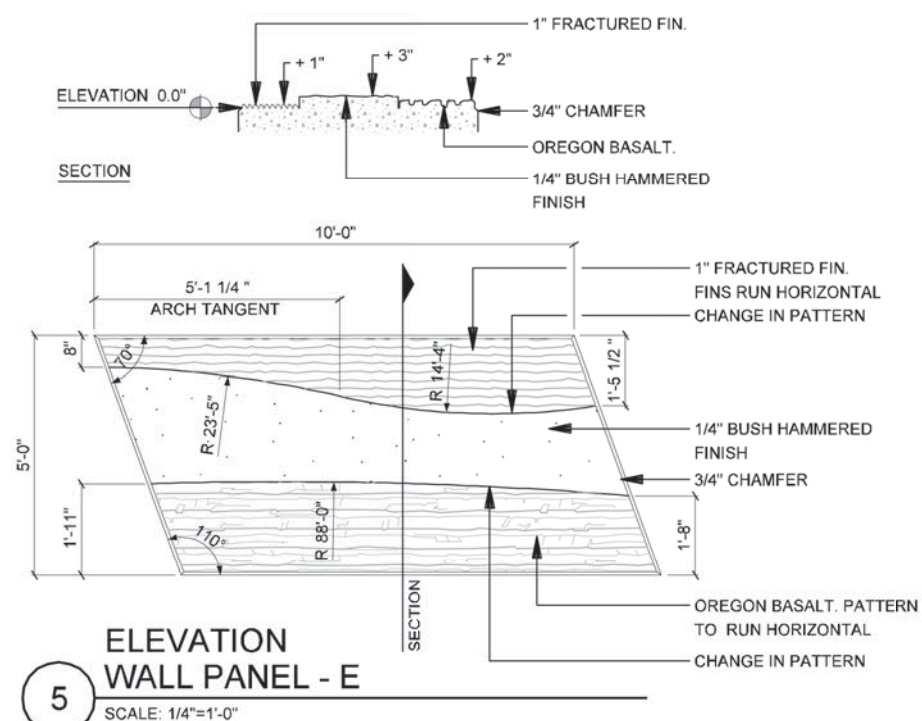 1" FRACTURED FIN.
+ 1"
+ 3"
+ 2"
ELEVATION 0.0"
3/4" CHAMFER
OREGON BASALT.
SECTION
1/4" BUSH HAMMERED
FINISH
10'-0"
5'-1 1/4 "
ARCH TANGENT
1" FRACTURED FIN.
FINS RUN HORIZONTAL
CHANGE IN PATTERN
8"
70°
R 14'-4"
1'-5 1/2 "
R 23'-5"
1/4" BUSH HAMMERED
FINISH
5'-0"
3/4" CHAMFER
1'-11"
110°
R 88'-0"
1'-8"
OREGON BASALT. PATTERN
TO RUN HORIZONTAL
SECTION
CHANGE IN PATTERN
5
ELEVATION
WALL PANEL - E
SCALE: 1/4"=1'-0"